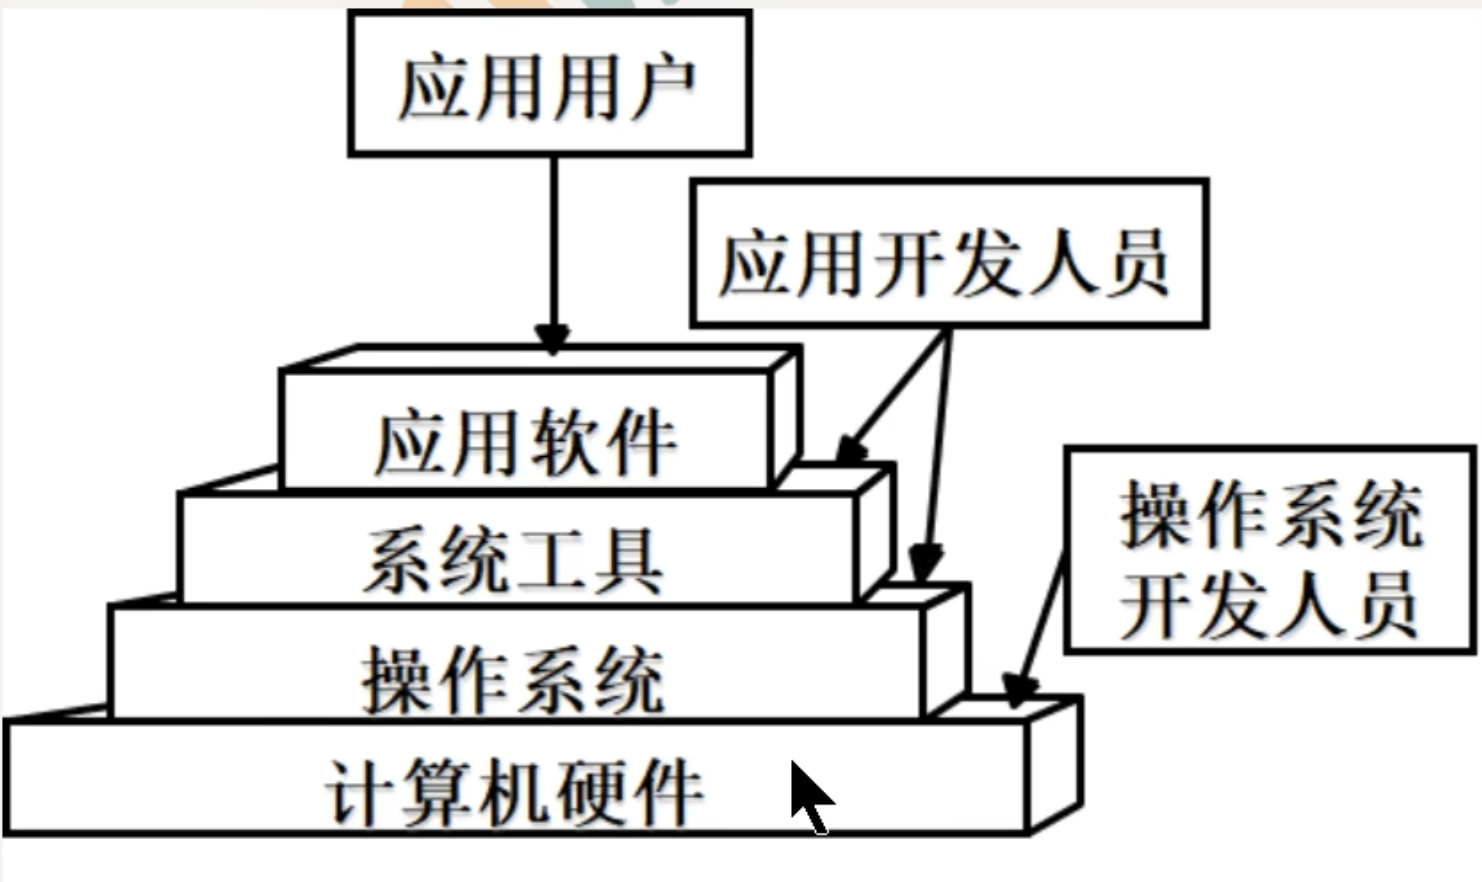 应用用户
应用开发人员
应用软件
系统工具
操作系统
开发人员
操作系统
计算机硬件